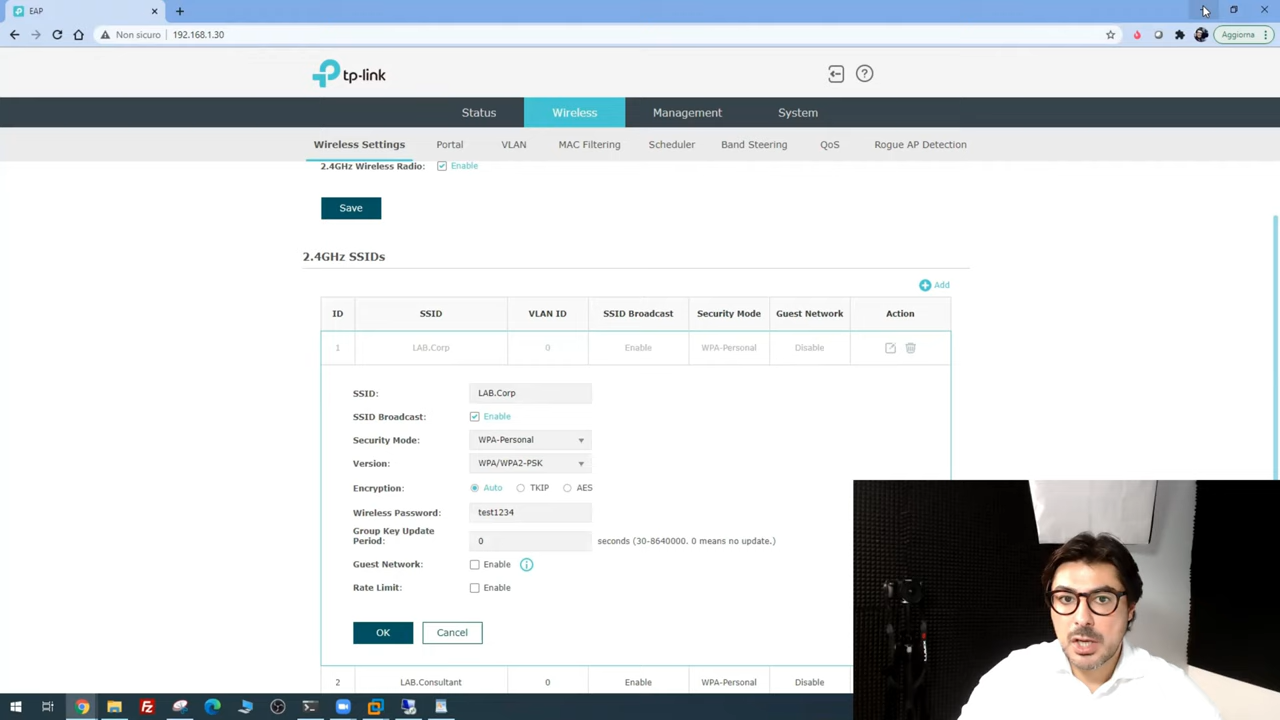 EAP
Non sicuro
192.168.1.30
Aggiorna
tp-link
Status Wireless Management System
Wireless Settings Portal VLAN MAC Filtering Scheduler Band Steering QoS Rogue AP Detection
2.4GHz Wireless Radio: Enable
Save
2.4GHz SSIDs
Add
ID SSID VLAN ID SSID Broadcast Security Mode Guest Network Action
1 LAB.Corp 0 Enable WPA-Personal Disable
SSID: LAB.Corp
SSID Broadcast: Enable
Security Mode: WPA-Personal
Version: WPA/WPA2-PSK
Encryption: Auto TKIP AES
Wireless Password: test1234
Group Key Update
Period: 0 seconds (30-8640000. 0 means no update.)
Guest Network: Enable
Rate Limit: Enable
OK Cancel
2 LAB.Consultant 0 Enable WPA-Personal Disable